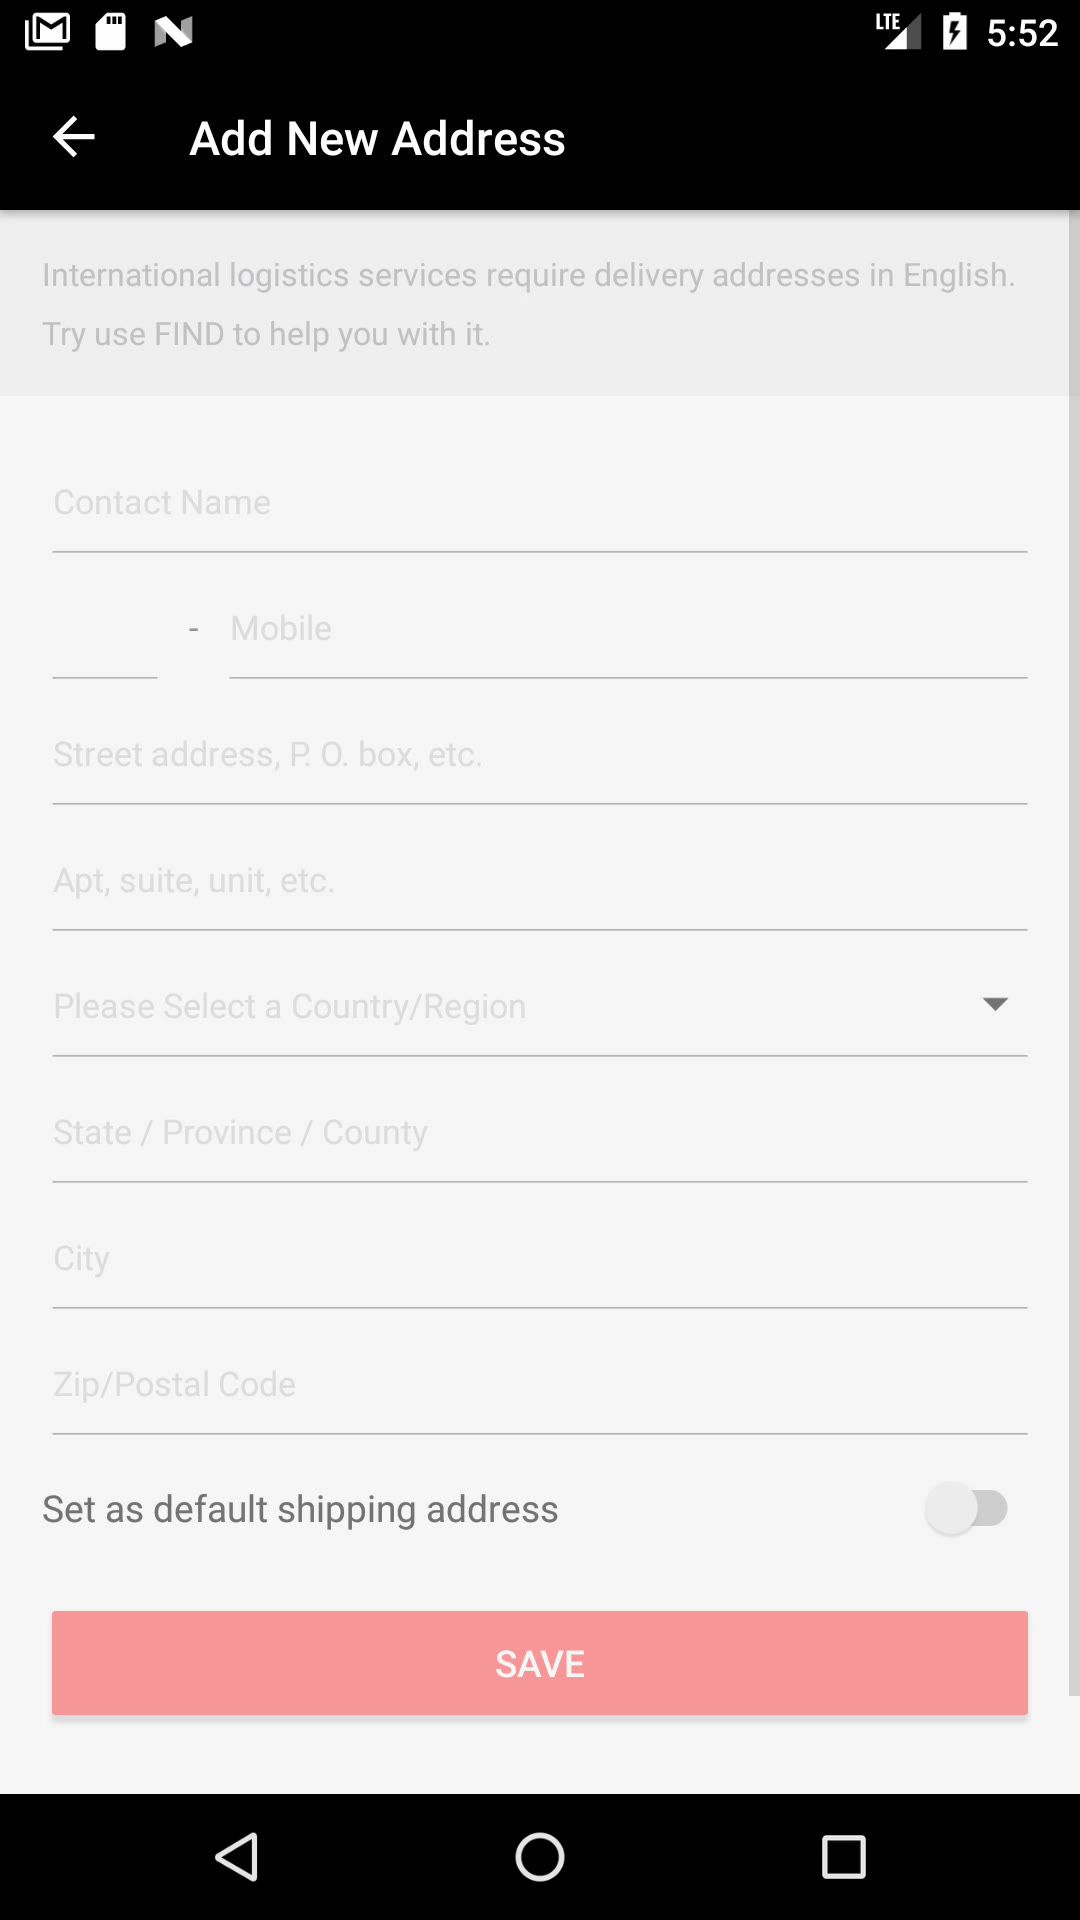 LTE 5:52
Add New Address
International logistics services require delivery addresses in English.
Try use FIND to help you with it.
Contact Name
- Mobile
Street address, P. O. box, etc.
Apt, suite, unit, etc.
Please Select a Country/Region
State / Province / County
City
Zip/Postal Code
Set as default shipping address
SAVE